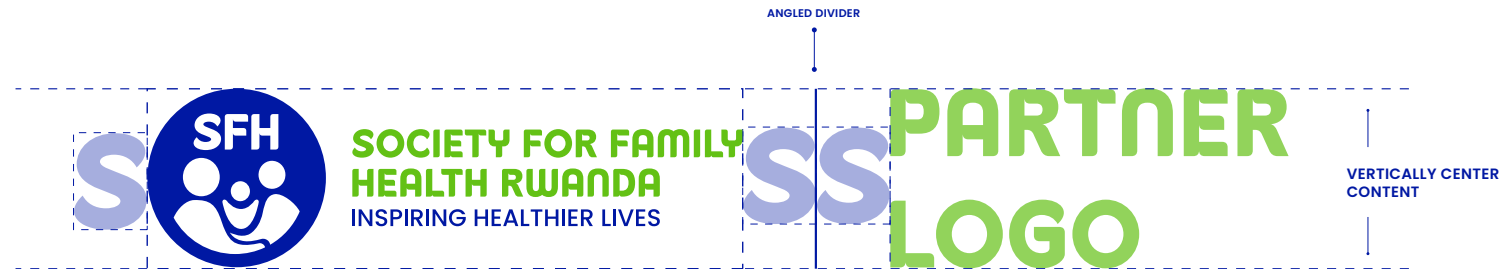 ANGLED DIVIDER
S
SFH
SOCIETY FOR FAMILY
HEALTH RWANDA
INSPIRING HEALTHIER LIVES
SS
PARTNER
LOGO
VERTICALLY CENTER
CONTENT